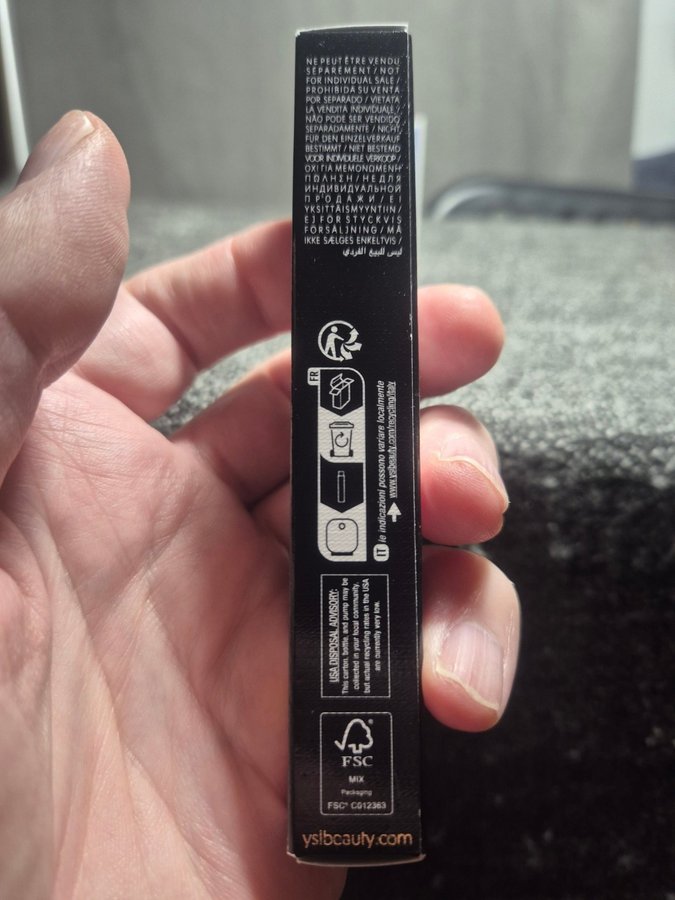 NE PEUT ÊTRE VENDU
SÉPARÉMENT / NOT
FOR INDIVIDUAL SALE /
PROHIBIDA SU VENTA
POR SEPARADO / VIETATA
LA VENDITA INDIVIDUALE /
NÃO PODE SER VENDIDO
SEPARADAMENTE / NICHT
FÜR DEN EINZELVERKAUF
BESTIMMT / NIET BESTEMD
VOOR INDIVIDUELE VERKOOP /
ΟΧΙ ΓΙΑ ΜΕΜΟΝΩΜΕΝΗ
ΠΩΛΗΣΗ / НЕ ДЛЯ
ИНДИВИДУАЛЬНОЙ
ПРОДАЖИ / EI
YKSITTÄISMYYNTIIN /
EJ FÖR STYCKVIS
FÖRSÄLJNING / MÅ
IKKE SÆLGES ENKELTVIS /
ليس للبيع الفردي
FR
IT le indicazioni possono variare localmente
www.yslbeauty.com/recycling/italy
USA DISPOSAL ADVISORY:
This carton, bottle, and pump may be
collected in your local community,
but actual recycling rates in the USA
are currently very low.
FSC
MIX
Packaging
FSC® C012363
yslbeauty.com